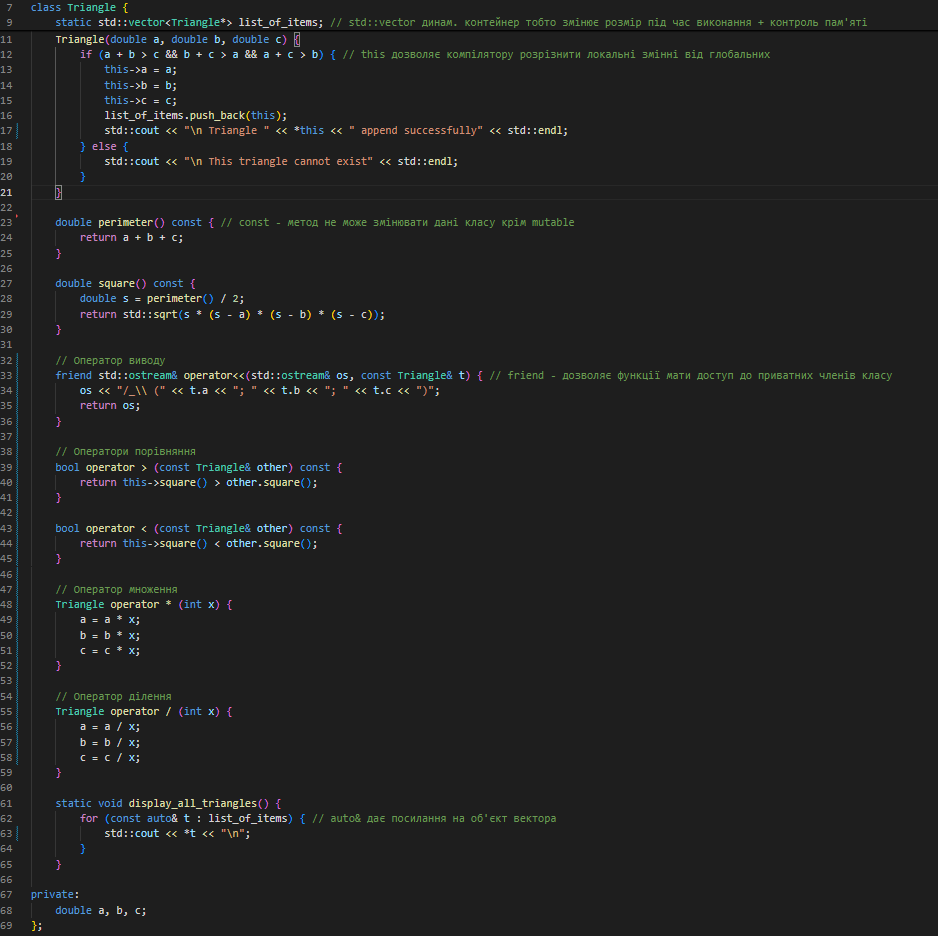 7 class Triangle {
9     static std::vector<Triangle*> list_of_items; // std::vector динам. контейнер тобто змінює розмір під час виконання + контроль пам'яті
11     Triangle(double a, double b, double c) {
12         if (a + b > c && b + c > a && a + c > b) { // this дозволяє компілятору розрізнити локальні змінні від глобальних
13             this->a = a;
14             this->b = b;
15             this->c = c;
16             list_of_items.push_back(this);
17             std::cout << "\n Triangle " << *this << " append successfully" << std::endl;
18         } else {
19             std::cout << "\n This triangle cannot exist" << std::endl;
20         }
21     }
22
23     double perimeter() const { // const - метод не може змінювати дані класу крім mutable
24         return a + b + c;
25     }
26
27     double square() const {
28         double s = perimeter() / 2;
29         return std::sqrt(s * (s - a) * (s - b) * (s - c));
30     }
31
32     // Оператор виводу
33     friend std::ostream& operator<<(std::ostream& os, const Triangle& t) { // friend - дозволяє функції мати доступ до приватних членів класу
34         os << "/_\\ (" << t.a << "; " << t.b << "; " << t.c << ")";
35         return os;
36     }
37
38     // Оператори порівняння
39     bool operator > (const Triangle& other) const {
40         return this->square() > other.square();
41     }
42
43     bool operator < (const Triangle& other) const {
44         return this->square() < other.square();
45     }
46
47     // Оператор множення
48     Triangle operator * (int x) {
49         a = a * x;
50         b = b * x;
51         c = c * x;
52     }
53
54     // Оператор ділення
55     Triangle operator / (int x) {
56         a = a / x;
57         b = b / x;
58         c = c / x;
59     }
60
61     static void display_all_triangles() {
62         for (const auto& t : list_of_items) { // auto& дає посилання на об'єкт вектора
63             std::cout << *t << "\n";
64         }
65     }
66
67 private:
68     double a, b, c;
69 };